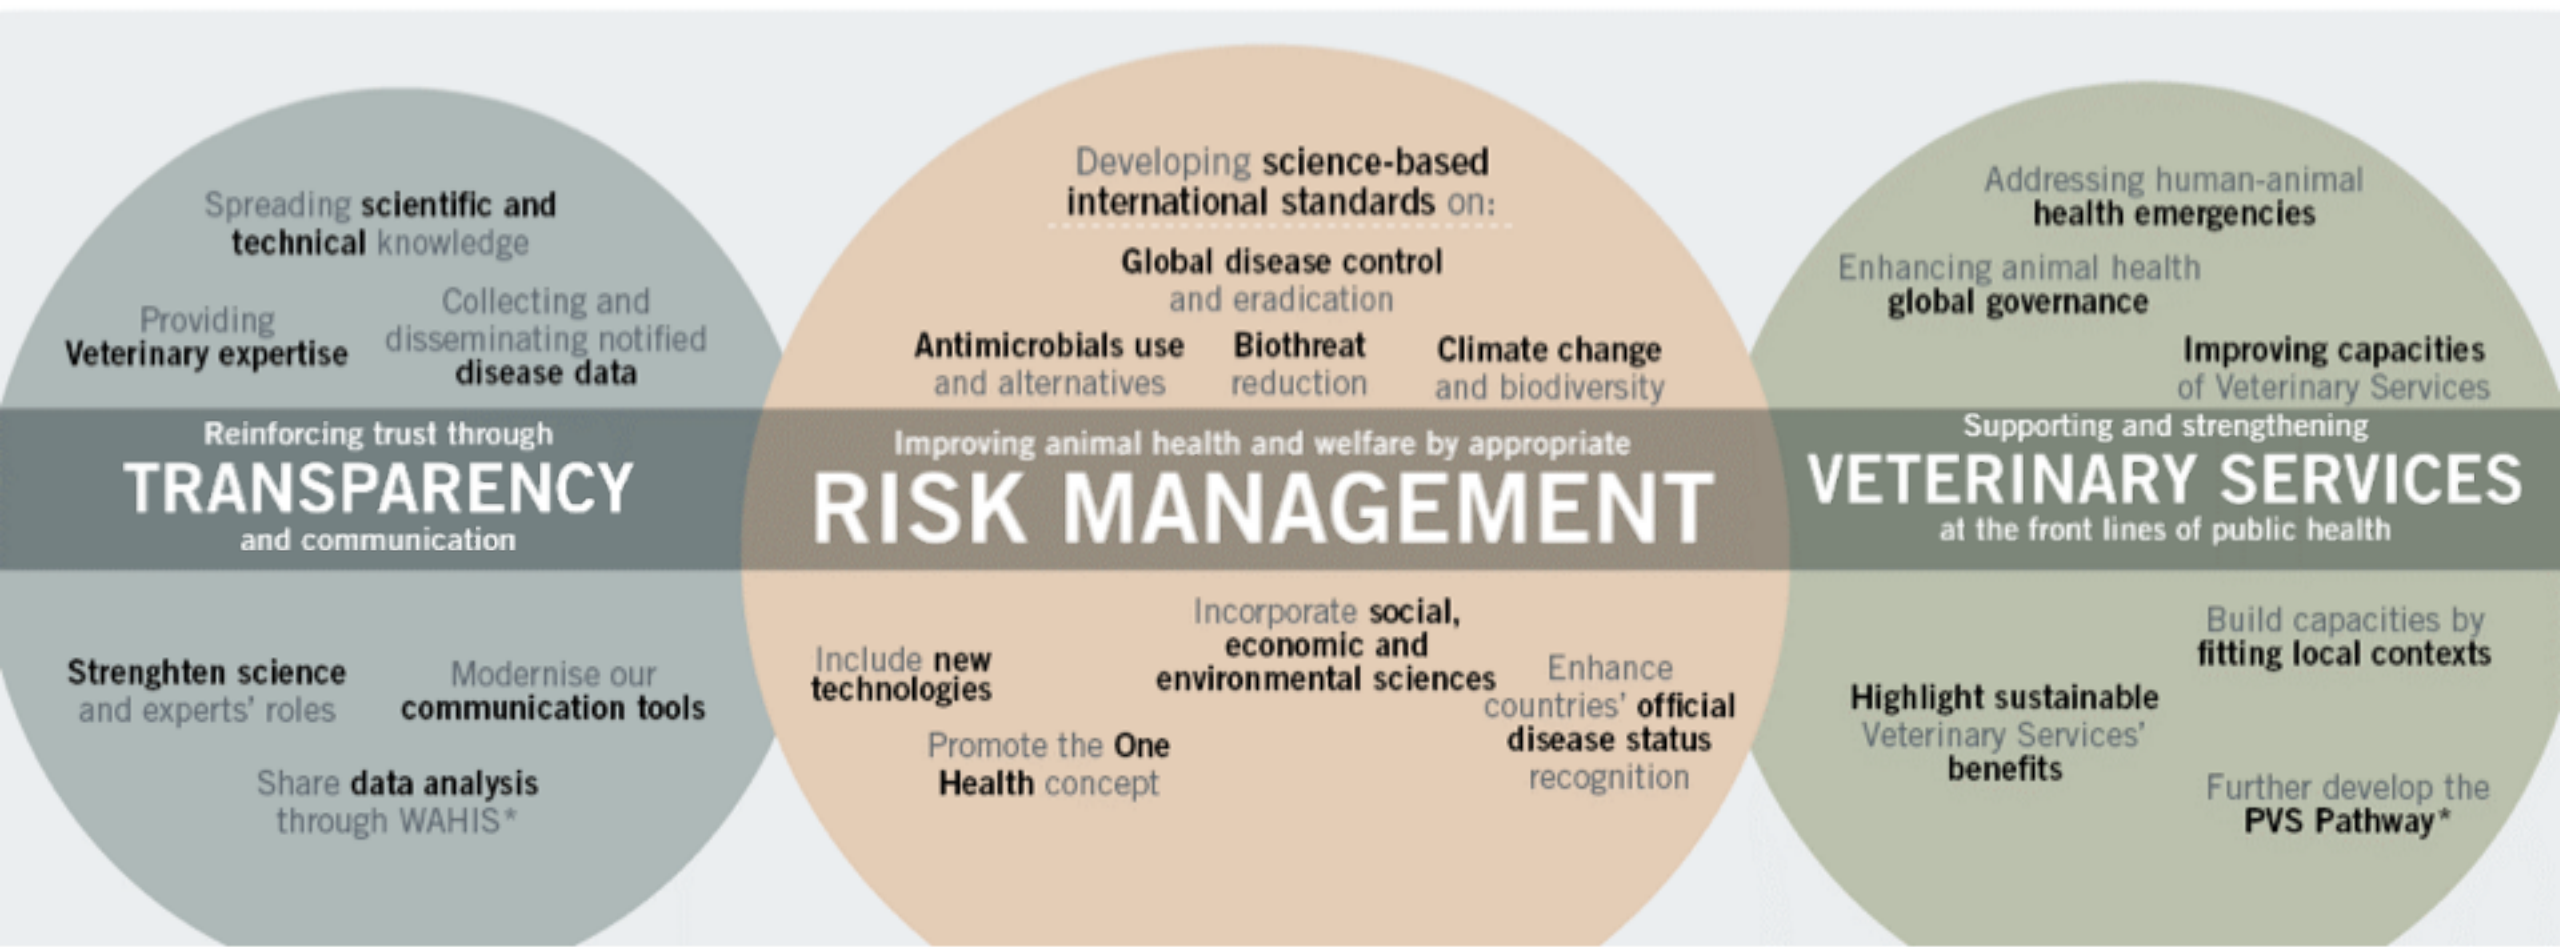 Spreading scientific and
technical knowledge
Providing
Veterinary expertise
Collecting and
disseminating notified
disease data
Reinforcing trust through
TRANSPARENCY
and communication
Strenghten science
and experts' roles
Modernise our
communication tools
Share data analysis
through WAHIS*
Developing science-based
international standards on:
Global disease control
and eradication
Antimicrobials use
and alternatives
Biothreat
reduction
Climate change
and biodiversity
Improving animal health and welfare by appropriate
RISK MANAGEMENT
Include new
technologies
Incorporate social,
economic and
environmental sciences
Enhance
countries' official
disease status
recognition
Promote the One
Health concept
Addressing human-animal
health emergencies
Enhancing animal health
global governance
Improving capacities
of Veterinary Services
Supporting and strengthening
VETERINARY SERVICES
at the front lines of public health
Build capacities by
fitting local contexts
Highlight sustainable
Veterinary Services'
benefits
Further develop the
PVS Pathway*